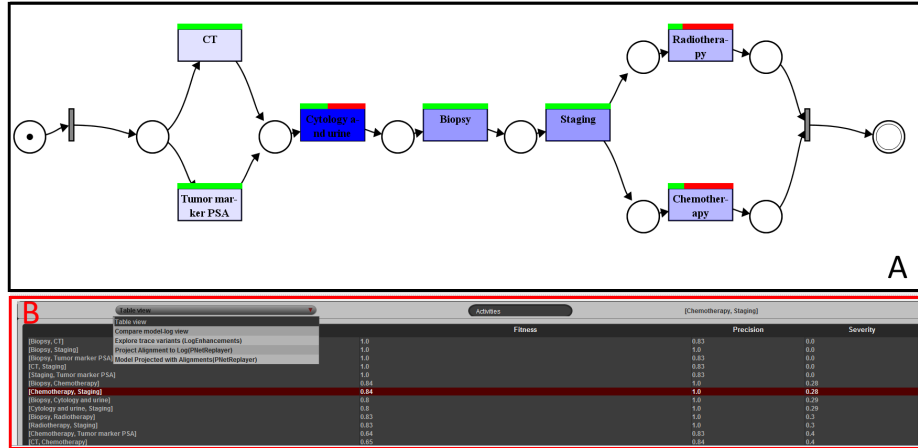 CT
Cytology a-
nd urine
Biopsy
Staging
Radiothera-
py
Tumor mar-
ker PSA
Chemother-
apy
A
B
Table view
Activities
[Chemotherapy, Staging]
Table view
Compare model-log view
Explore trace variants (LogEnhancements)
Project Alignment to Log(PNetReplayer)
Model Projected with Alignments(PNetReplayer)
Fitness Precision Severity
[Biopsy, CT] 1.0 0.83 0.0
[Biopsy, Staging] 1.0 1.0 0.0
[Biopsy, Tumor marker PSA] 1.0 0.83 0.0
[CT, Staging] 1.0 0.83 0.0
[Staging, Tumor marker PSA] 1.0 0.83 0.0
[Biopsy, Chemotherapy] 0.84 1.0 0.28
[Chemotherapy, Staging] 0.84 1.0 0.28
[Biopsy, Cytology and urine] 0.8 1.0 0.29
[Cytology and urine, Staging] 0.8 1.0 0.29
[Biopsy, Radiotherapy] 0.83 1.0 0.3
[Radiotherapy, Staging] 0.83 1.0 0.3
[Chemotherapy, Tumor marker PSA] 0.64 0.83 0.4
[CT, Chemotherapy] 0.65 0.84 0.4